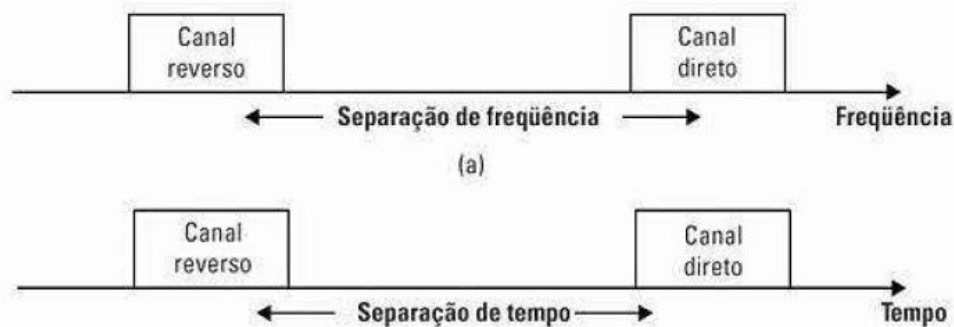 Canal
reverso
Canal
direto
Separação de freqüência
Freqüência
(a)
Canal
reverso
Canal
direto
Separação de tempo
Tempo